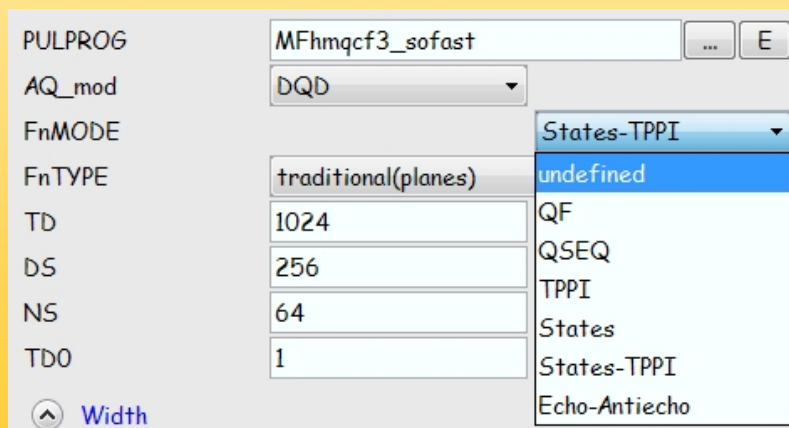 PULPROG MFhmqcf3_sofast ... E
AQ_mod DQD
FnMODE States-TPPI
FnTYPE traditional(planes) undefined
TD 1024 QF
QSEQ
DS 256 TPPI
NS 64 States
TD0 1 States-TPPI
Width Echo-Antiecho